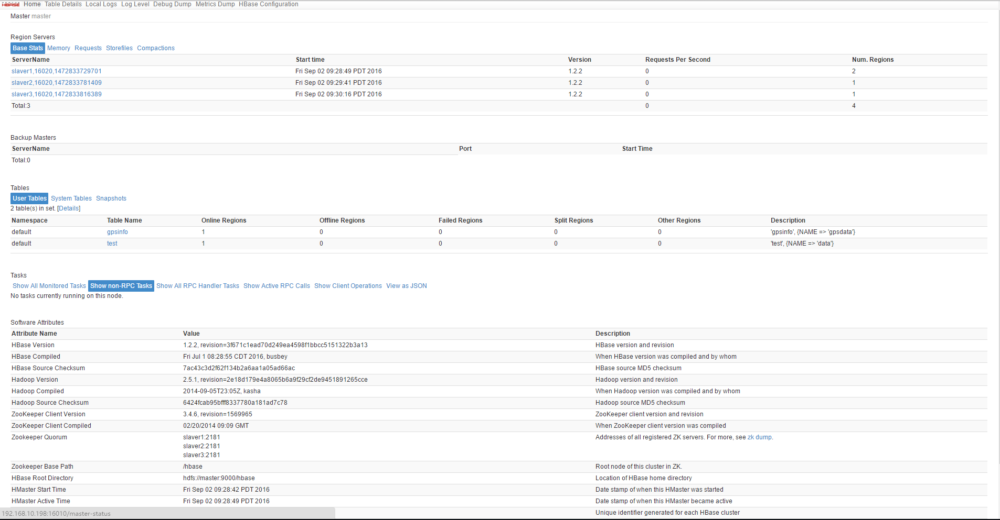 HBASE Home Table Details Local Logs Log Level Debug Dump Metrics Dump HBase Configuration
Master master
Region Servers
Base Stats Memory Requests Storefiles Compactions
ServerName Start time Version Requests Per Second Num. Regions
slaver1,16020,1472833729701 Fri Sep 02 09:28:49 PDT 2016 1.2.2 0 2
slaver2,16020,1472833781409 Fri Sep 02 09:29:41 PDT 2016 1.2.2 0 1
slaver3,16020,1472833816389 Fri Sep 02 09:30:16 PDT 2016 1.2.2 0 1
Total:3 0 4
Backup Masters
ServerName Port Start Time
Total:0
Tables
User Tables System Tables Snapshots
2 table(s) in set. [Details]
Namespace Table Name Online Regions Offline Regions Failed Regions Split Regions Other Regions Description
default gpsinfo 1 0 0 0 0 'gpsinfo', {NAME => 'gpsdata'}
default test 1 0 0 0 0 'test', {NAME => 'data'}
Tasks
Show All Monitored Tasks Show non-RPC Tasks Show All RPC Handler Tasks Show Active RPC Calls Show Client Operations View as JSON
No tasks currently running on this node.
Software Attributes
Attribute Name Value Description
HBase Version 1.2.2, revision=3f671c1ead70d249ea4598f1bbcc5151322b3a13 HBase version and revision
HBase Compiled Fri Jul 1 08:28:55 CDT 2016, busbey When HBase version was compiled and by whom
HBase Source Checksum 7ac43c3d2f62f134b2a6aa1a05ad66ac HBase source MD5 checksum
Hadoop Version 2.5.1, revision=2e18d179e4a8065b6a9f29cf2de9451891265cce Hadoop version and revision
Hadoop Compiled 2014-09-05T23:05Z, kasha When Hadoop version was compiled and by whom
Hadoop Source Checksum 6424fcab95bfff8337780a181ad7c78 Hadoop source MD5 checksum
ZooKeeper Client Version 3.4.6, revision=1569965 ZooKeeper client version and revision
ZooKeeper Client Compiled 02/20/2014 09:09 GMT When ZooKeeper client version was compiled
Zookeeper Quorum slaver1:2181 Addresses of all registered ZK servers. For more, see zk dump.
slaver2:2181
slaver3:2181
Zookeeper Base Path /hbase Root node of this cluster in ZK.
HBase Root Directory hdfs://master:9000/hbase Location of HBase home directory
HMaster Start Time Fri Sep 02 09:28:42 PDT 2016 Date stamp of when this HMaster was started
HMaster Active Time Fri Sep 02 09:28:49 PDT 2016 Date stamp of when this HMaster became active
192.168.10.198:16010/master-status Unique identifier generated for each HBase cluster